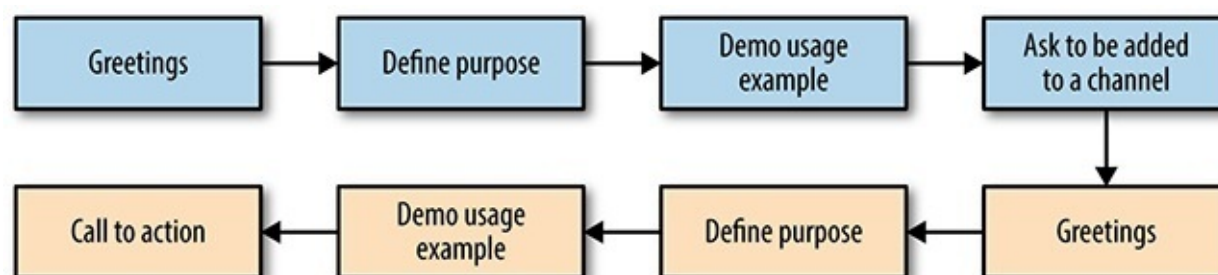 Greetings
Define purpose
Demo usage
example
Ask to be added
to a channel
Call to action
Demo usage
example
Define purpose
Greetings